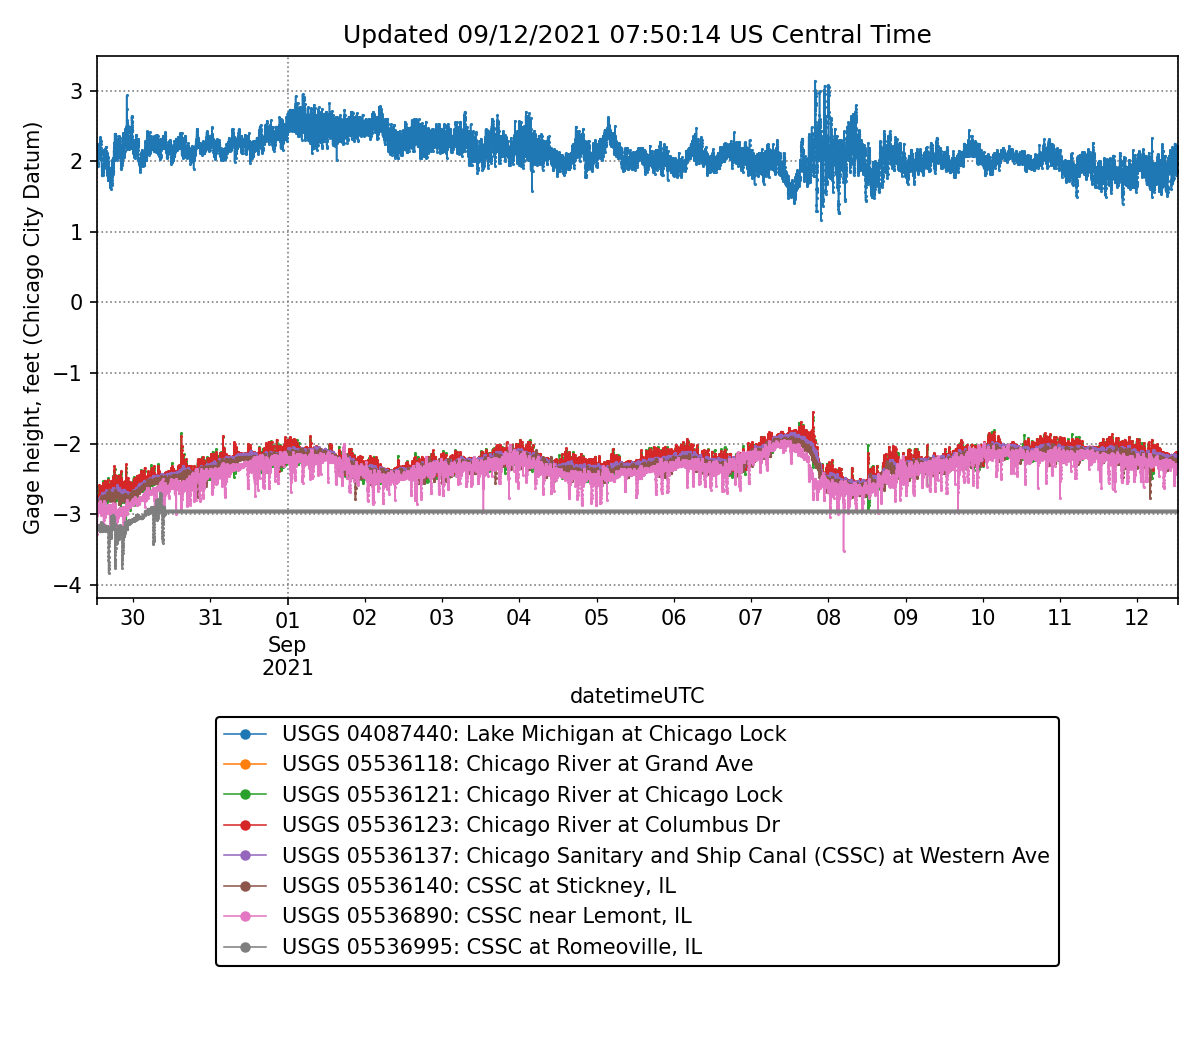 Updated 09/12/2021 07:50:14 US Central Time
Gage height, feet (Chicago City Datum)
3
2
1
0
−1
−2
−3
−4
30 31 01 02 03 04 05 06 07 08 09 10 11 12
Sep
2021
datetimeUTC
USGS 04087440: Lake Michigan at Chicago Lock
USGS 05536118: Chicago River at Grand Ave
USGS 05536121: Chicago River at Chicago Lock
USGS 05536123: Chicago River at Columbus Dr
USGS 05536137: Chicago Sanitary and Ship Canal (CSSC) at Western Ave
USGS 05536140: CSSC at Stickney, IL
USGS 05536890: CSSC near Lemont, IL
USGS 05536995: CSSC at Romeoville, IL